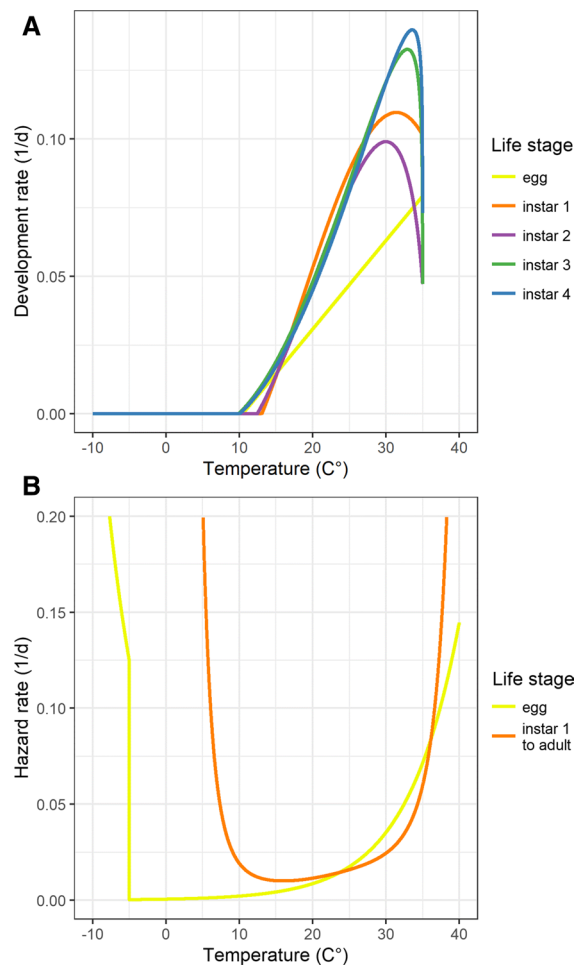 A
Development rate (1/d)
0.10
0.05
0.00
-10 0 10 20 30 40
Temperature (C°)
Life stage
egg
instar 1
instar 2
instar 3
instar 4
B
Hazard rate (1/d)
0.20
0.15
0.10
0.05
0.00
-10 0 10 20 30 40
Temperature (C°)
Life stage
egg
instar 1
to adult